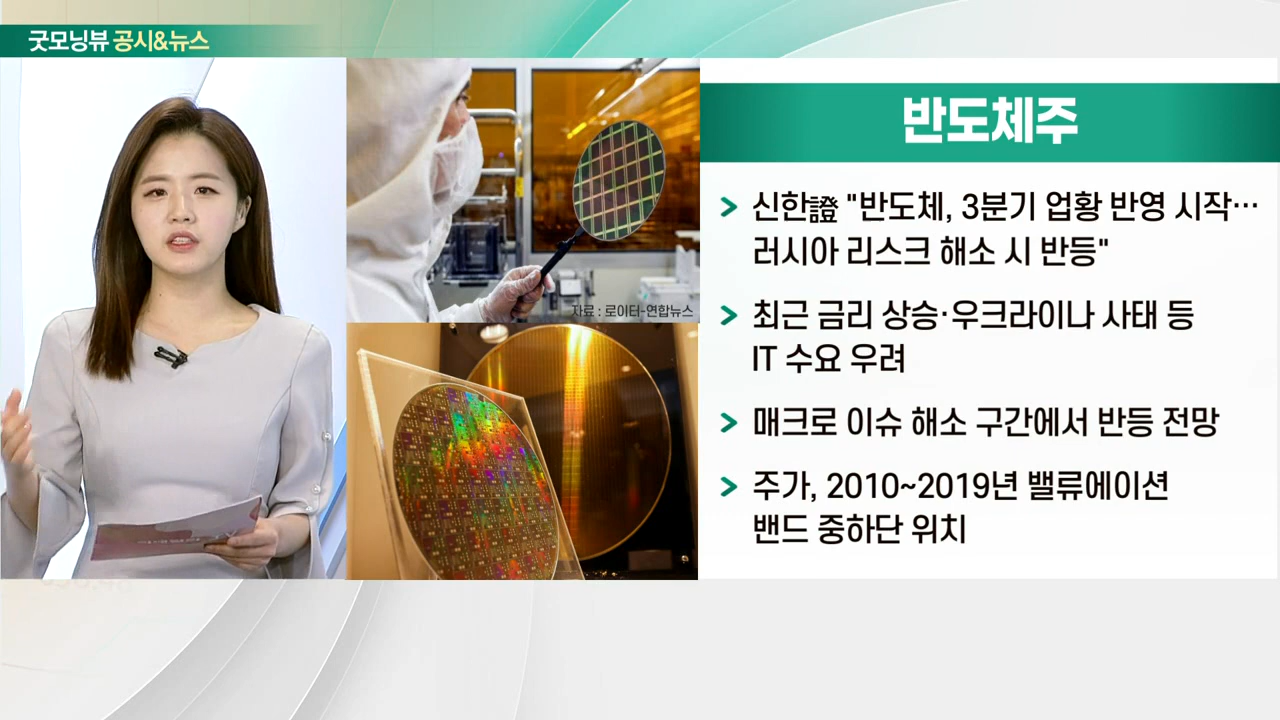 굿모닝뷰 공시&뉴스
반도체주
신한證 "반도체, 3분기 업황 반영 시작…
러시아 리스크 해소 시 반등"
최근 금리 상승·우크라이나 사태 등
IT 수요 우려
매크로 이슈 해소 구간에서 반등 전망
주가, 2010~2019년 밸류에이션
밴드 중하단 위치
자료 : 로이터-연합뉴스